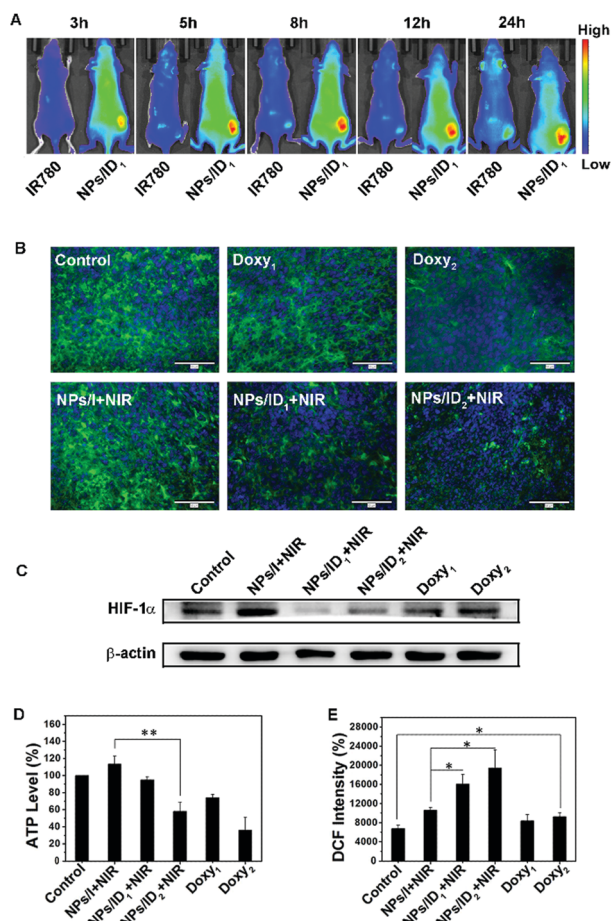 A
3h 5h 8h 12h 24h
High
Low
IR780 NPs/ID₁ IR780 NPs/ID₁ IR780 NPs/ID₁ IR780 NPs/ID₁ IR780 NPs/ID₁
B
Control Doxy₁ Doxy₂
NPs/I+NIR NPs/ID₁+NIR NPs/ID₂+NIR
C
Control NPs/I+NIR NPs/ID₁+NIR NPs/ID₂+NIR Doxy₁ Doxy₂
HIF-1α
β-actin
D
ATP Level (%)
160
140
120
100
80
60
40
20
0
**
Control NPs/I+NIR NPs/ID₁+NIR NPs/ID₂+NIR Doxy₁ Doxy₂
E
DCF Intensity (%)
28000
24000
20000
16000
12000
8000
4000
0
*
*
*
Control NPs/I+NIR NPs/ID₁+NIR NPs/ID₂+NIR Doxy₁ Doxy₂